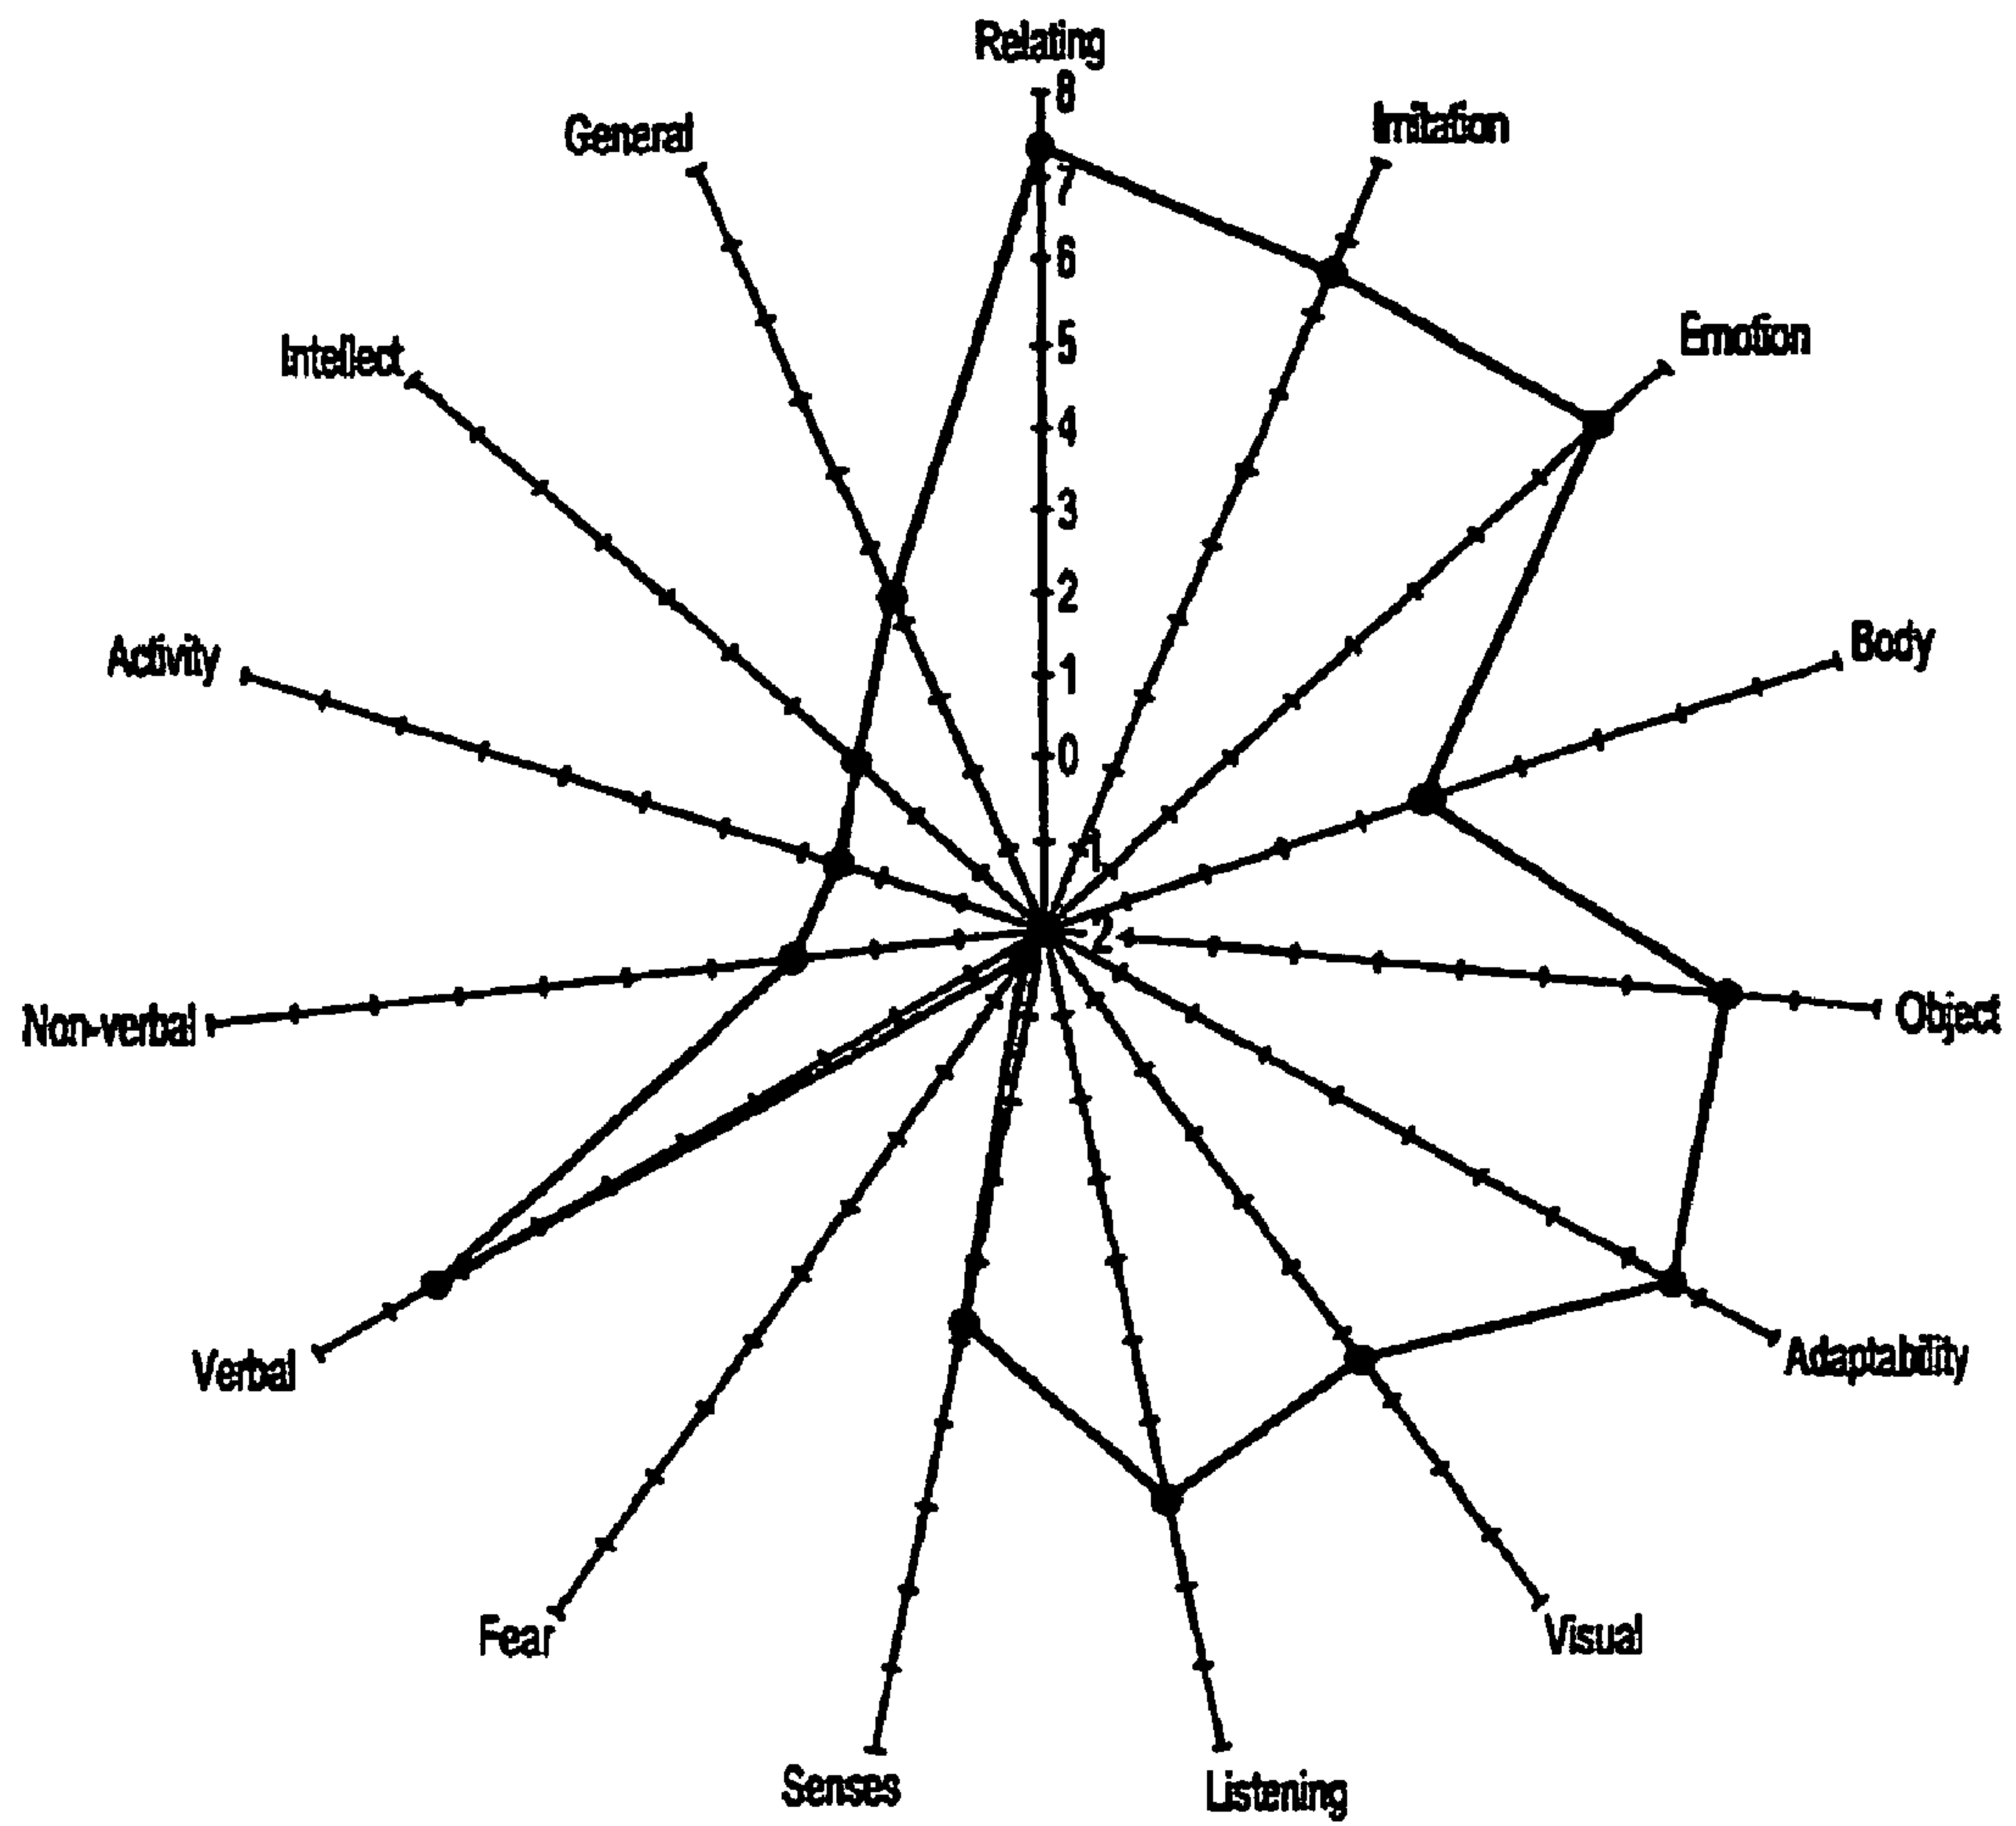 Relating
8
Imitation
General
7
6
Emotion
5
Intellect
4
3
2
Body
Activity
1
0
1
2
Object
Non-verbal
Adaptability
Verbal
Visual
Fear
Senses
Listening